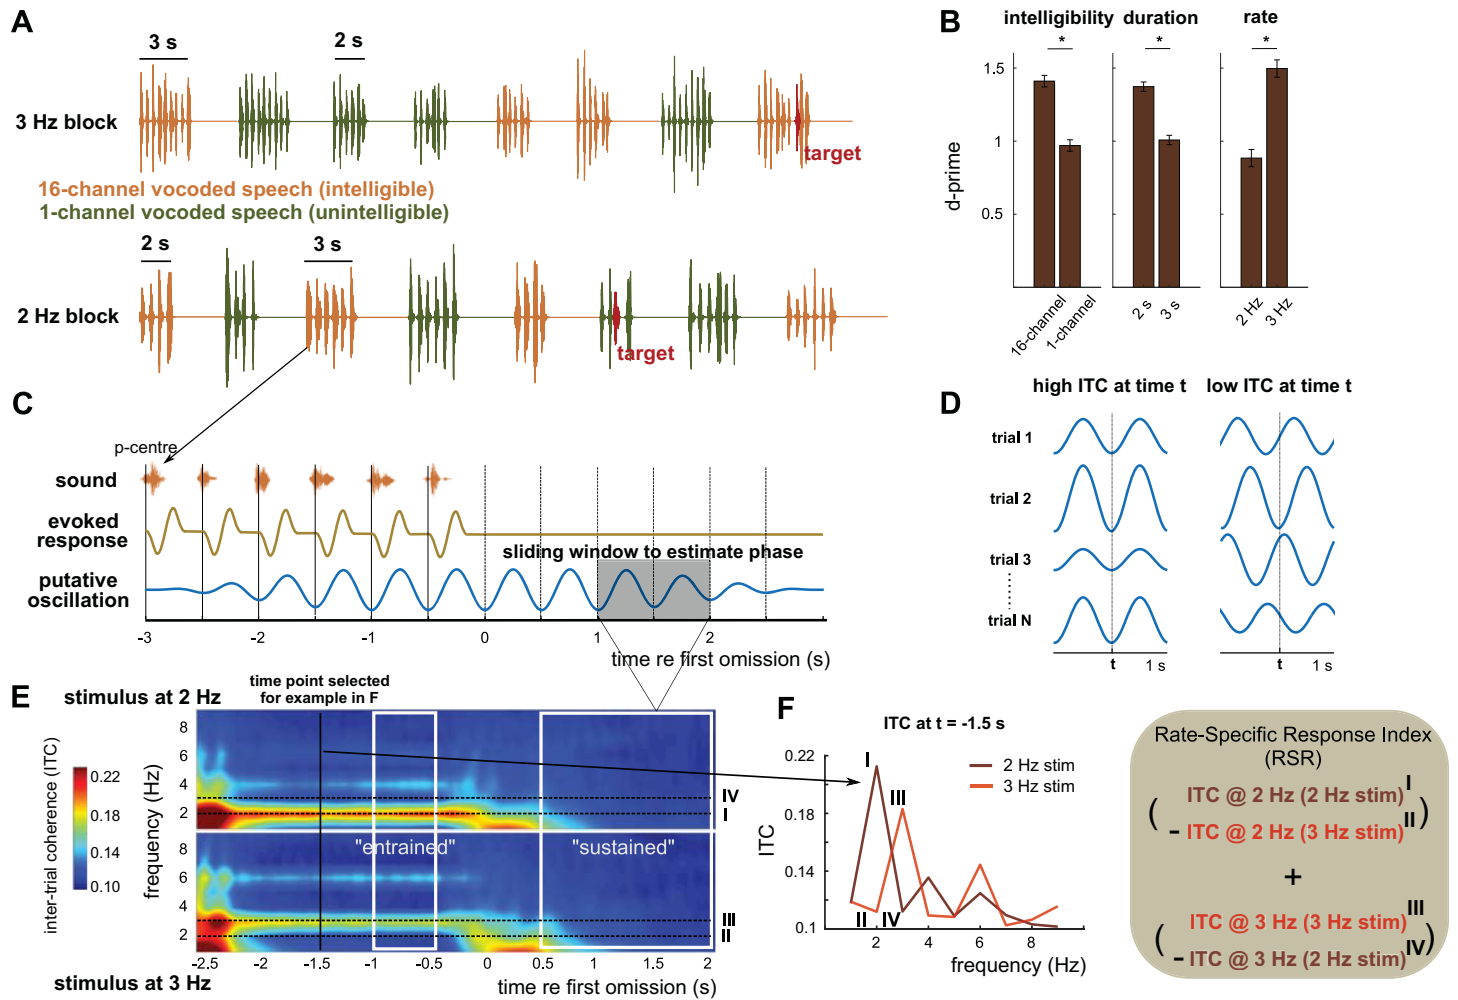 A
3 s
2 s
3 Hz block
target
16-channel vocoded speech (intelligible)
1-channel vocoded speech (unintelligible)
2 s
3 s
2 Hz block
target
B
intelligibility duration rate
* * *
1.5
1
0.5
d-prime
16-channel
1-channel
2 s
3 s
2 Hz
3 Hz
C
p-centre
sound
evoked
response
sliding window to estimate phase
putative
oscillation
-3 -2 -1 0 1 2
time re first omission (s)
D
high ITC at time t low ITC at time t
trial 1
trial 2
trial 3
trial N
t 1 s t 1 s
E
stimulus at 2 Hz
time point selected
for example in F
inter-trial coherence (ITC)
0.22
0.18
0.14
0.10
frequency (Hz)
8
6
4
2
IV
I
"entrained" "sustained"
8
6
4
2
III
II
-2.5 -1.5 -1 -0.5 0 0.5 1 1.5 2
stimulus at 3 Hz
time re first omission (s)
F
ITC at t = -1.5 s
0.22
0.18
0.14
0.1
ITC
I
III
II IV
2 Hz stim
3 Hz stim
2 4 6 8
frequency (Hz)
Rate-Specific Response Index
(RSR)
( ITC @ 2 Hz (2 Hz stim) I
- ITC @ 2 Hz (3 Hz stim) II )
+
( ITC @ 3 Hz (3 Hz stim) III
- ITC @ 3 Hz (2 Hz stim) IV )